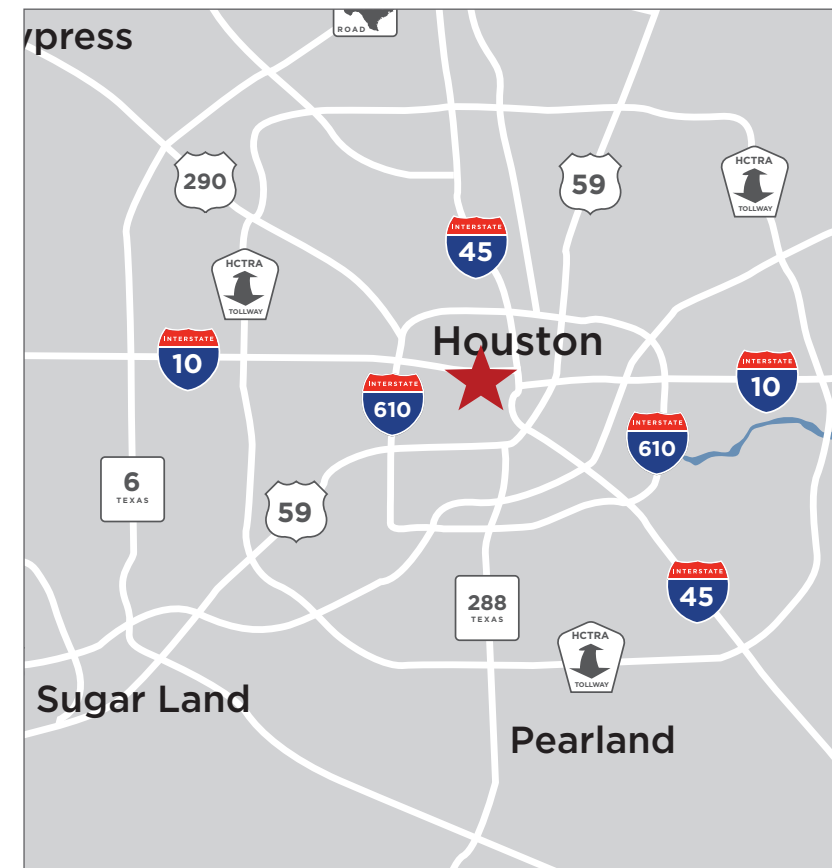 ROAD
ypress
290
59
HCTRA
TOLLWAY
INTERSTATE
45
HCTRA
TOLLWAY
Houston
INTERSTATE
10
INTERSTATE
10
INTERSTATE
610
INTERSTATE
610
6
TEXAS
59
INTERSTATE
45
288
TEXAS
HCTRA
TOLLWAY
Sugar Land
Pearland